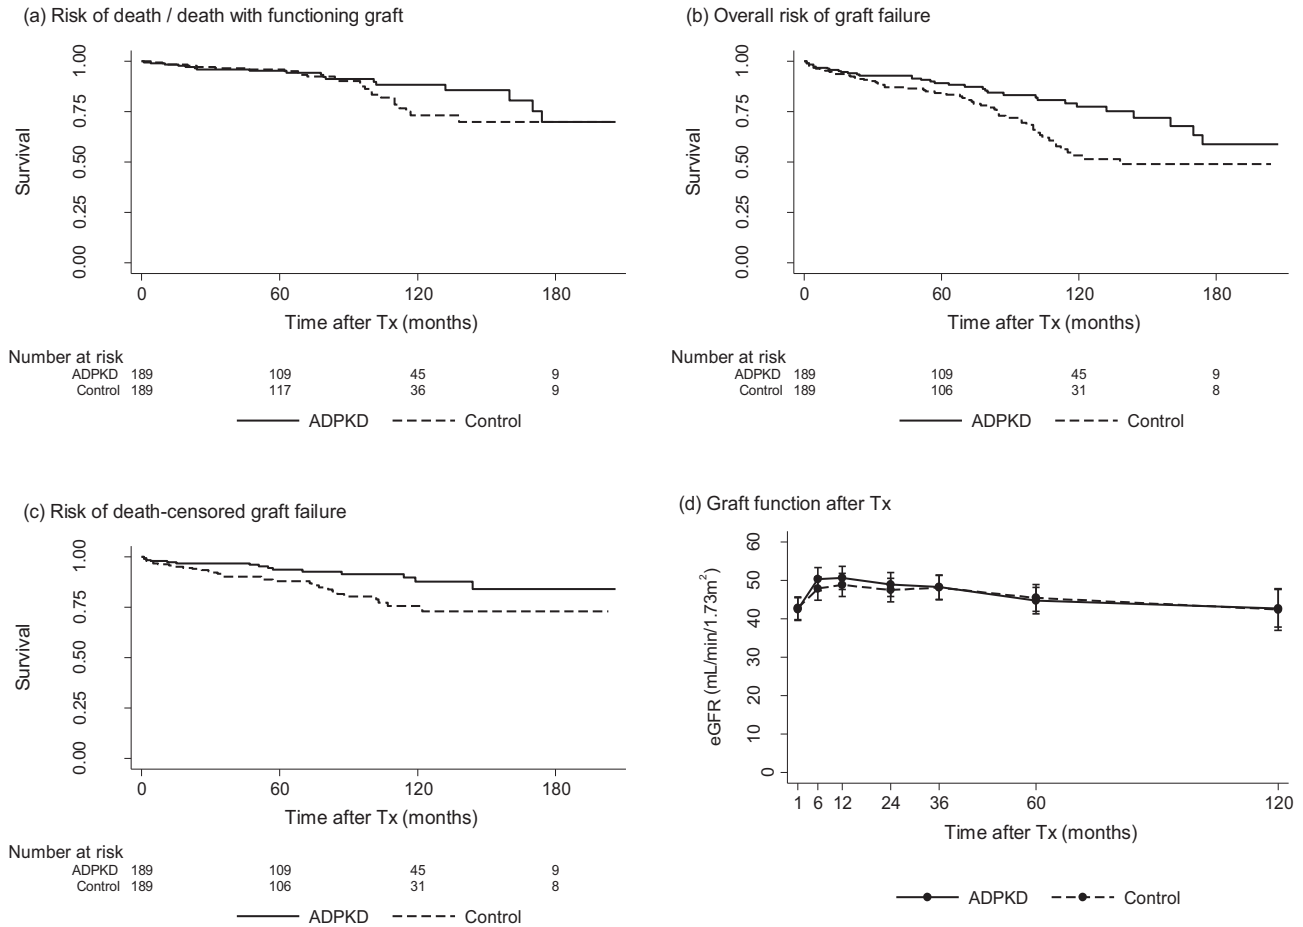 (a) Risk of death / death with functioning graft
1.00
0.75
0.50
0.25
0.00
Survival
0 60 120 180
Time after Tx (months)
Number at risk
ADPKD 189 109 45 9
Control 189 117 36 9
ADPKD Control
(b) Overall risk of graft failure
1.00
0.75
0.50
0.25
0.00
Survival
0 60 120 180
Time after Tx (months)
Number at risk
ADPKD 189 109 45 9
Control 189 106 31 8
ADPKD Control
(c) Risk of death-censored graft failure
1.00
0.75
0.50
0.25
0.00
Survival
0 60 120 180
Time after Tx (months)
Number at risk
ADPKD 189 109 45 9
Control 189 106 31 8
ADPKD Control
(d) Graft function after Tx
60
50
40
30
20
10
0
eGFR (mL/min/1.73m²)
1 6 12 24 36 60 120
Time after Tx (months)
ADPKD Control